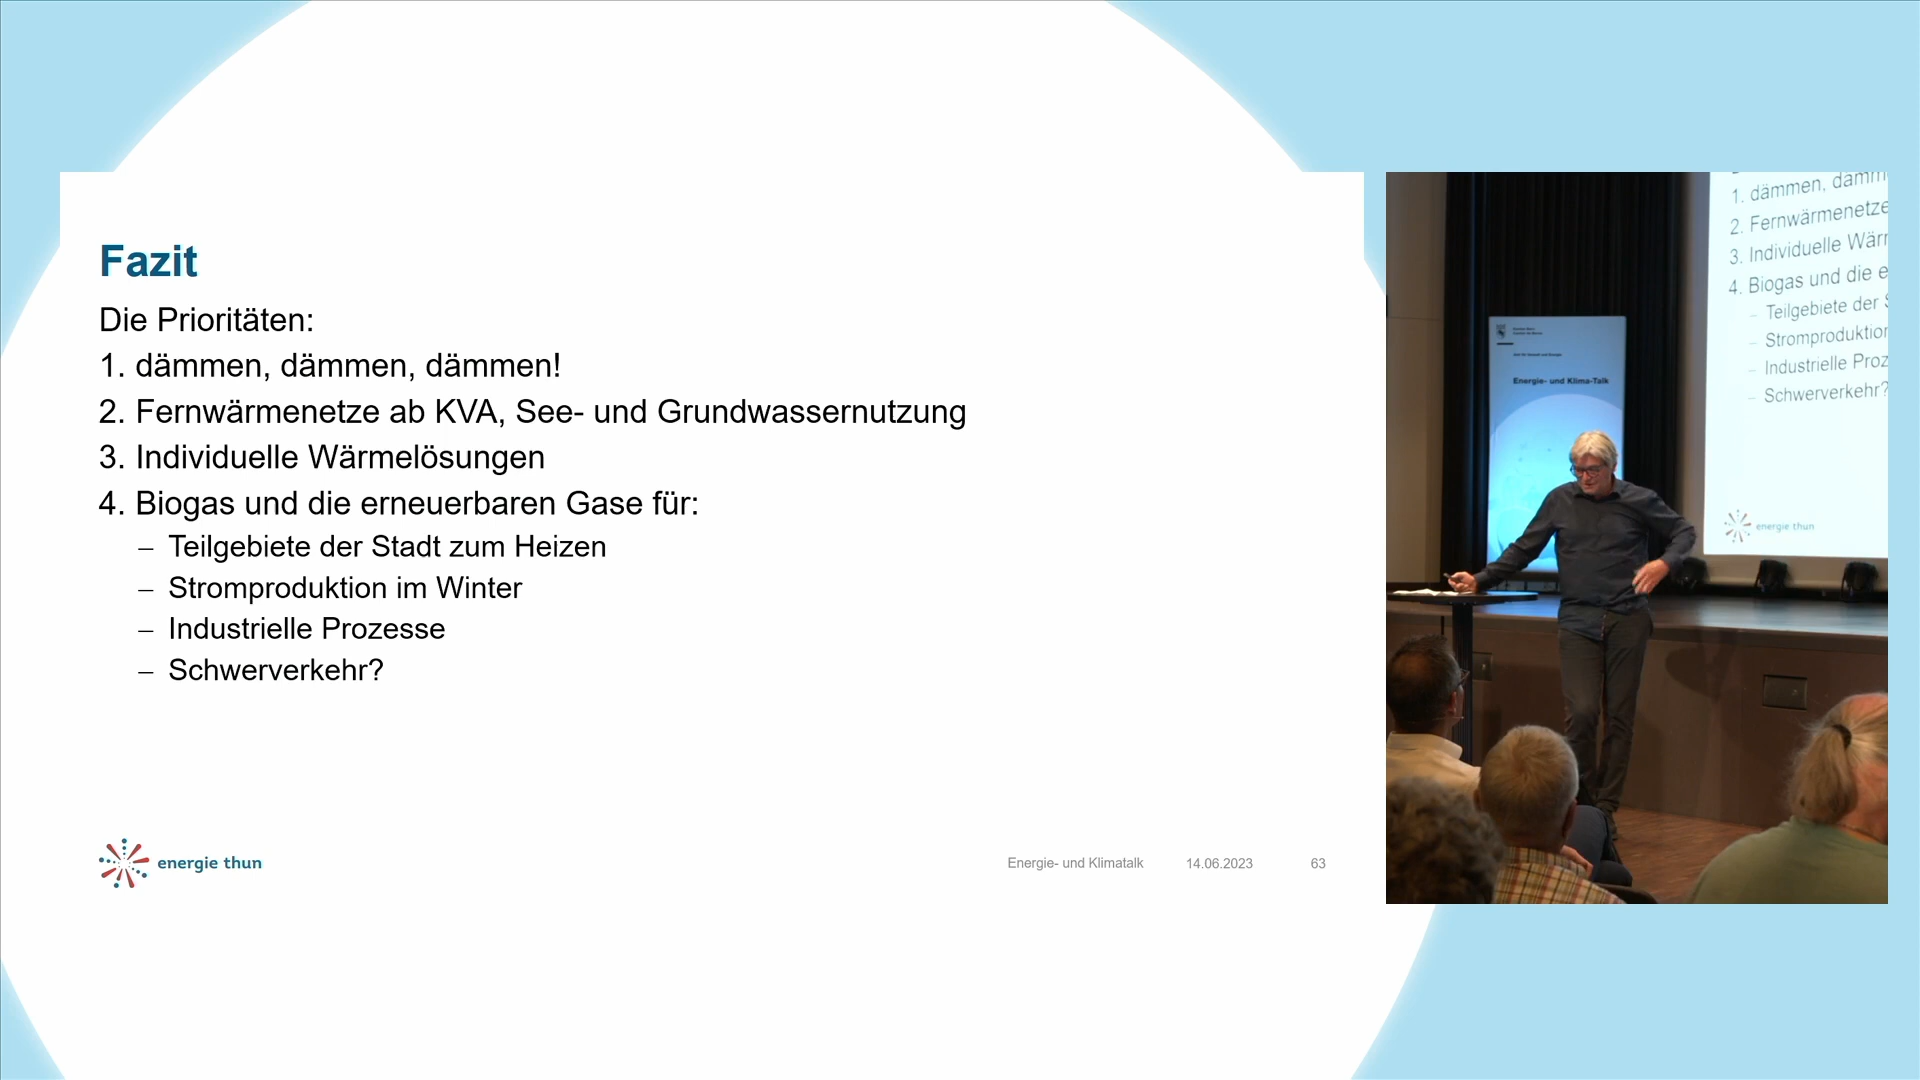 Fazit
Die Prioritäten:
1. dämmen, dämmen, dämmen!
2. Fernwärmenetze ab KVA, See- und Grundwassernutzung
3. Individuelle Wärmelösungen
4. Biogas und die erneuerbaren Gase für:
– Teilgebiete der Stadt zum Heizen
– Stromproduktion im Winter
– Industrielle Prozesse
– Schwerverkehr?
energie thun
Energie- und Klimatalk 14.06.2023 63
1. dämmen, dämm
2. Fernwärmenetze
3. Individuelle Wär
4. Biogas und die e
– Teilgebiete der
– Stromproduktion
– Industrielle Proz
– Schwerverkehr?
energie thun
Energie- und Klima-Talk